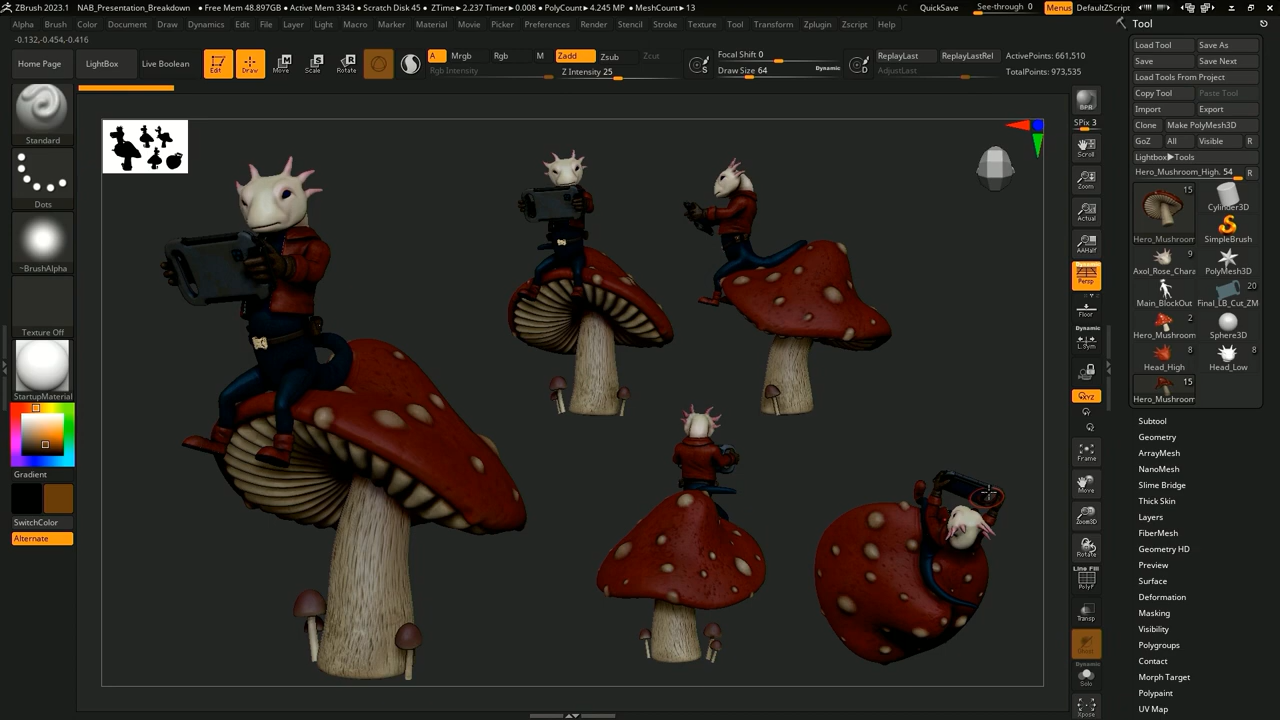 ZBrush 2023.1 NAB_Presentation_Breakdown • Free Mem 48.897GB • Active Mem 3343 • Scratch Disk 45 • ZTime▸2.237 Timer▸0.008 • PolyCount▸4.245 MP • MeshCount▸13 AC QuickSave See-through 0 Menus DefaultZScript
Alpha Brush Color Document Draw Dynamics Edit File Layer Light Macro Marker Material Movie Picker Preferences Render Stencil Stroke Texture Tool Transform Zplugin Zscript Help
-0.132,-0.454,-0.416
Home Page LightBox Live Boolean Edit Draw Move Scale Rotate
A Mrgb Rgb M Zadd Zsub Zcut
Rgb Intensity Z Intensity 25
S Focal Shift 0
Draw Size 64 Dynamic
D ReplayLast ReplayLastRel ActivePoints: 661,510
AdjustLast TotalPoints: 973,535
Standard
Dots
~BrushAlpha
Texture Off
StartupMaterial
Gradient
SwitchColor
Alternate
BPR
SPix 3
Scroll
Zoom
Actual
AAHalf
Dynamic
Persp
Floor
Dynamic
L.Sym
XYZ
Frame
Move
Zoom3D
Rotate
Line Fill
PolyF
Transp
Ghost
Dynamic
Solo
Xpose
Tool
Load Tool Save As
Save Save Next
Load Tools From Project
Copy Tool Paste Tool
Import Export
Clone Make PolyMesh3D
GoZ All Visible R
Lightbox▸Tools
Hero_Mushroom_High. 54 R
15
Cylinder3D
Hero_Mushroom SimpleBrush
9
Axol_Rose_Chara PolyMesh3D
20
Main_BlockOut Final_LB_Cut_ZM
2
Hero_Mushroom Sphere3D
8 8
Head_High Head_Low
15
Hero_Mushroom
Subtool
Geometry
ArrayMesh
NanoMesh
Slime Bridge
Thick Skin
Layers
FiberMesh
Geometry HD
Preview
Surface
Deformation
Masking
Visibility
Polygroups
Contact
Morph Target
Polypaint
UV Map